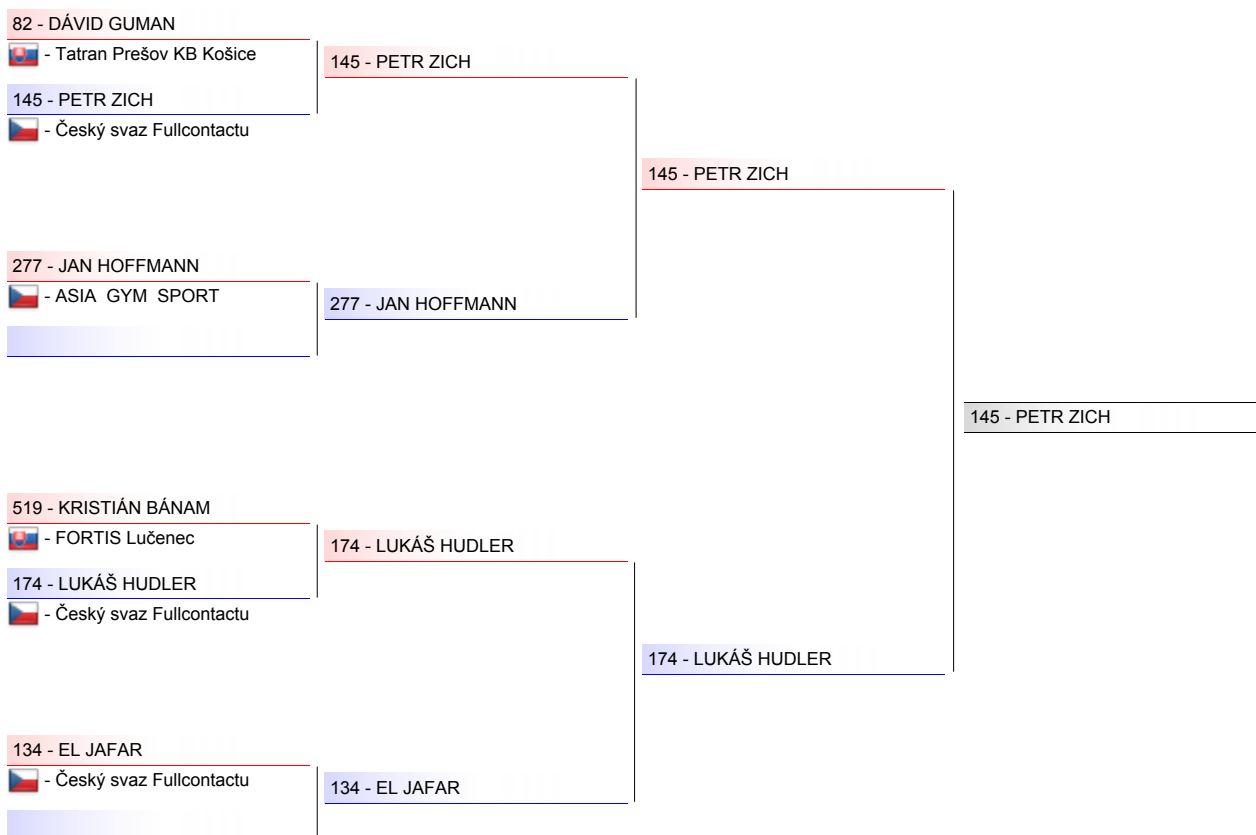 82 - DÁVID GUMAN
- Tatran Prešov KB Košice
145 - PETR ZICH
- Český svaz Fullcontactu
145 - PETR ZICH
277 - JAN HOFFMANN
- ASIA GYM SPORT
277 - JAN HOFFMANN
145 - PETR ZICH
519 - KRISTIÁN BÁNAM
- FORTIS Lučenec
174 - LUKÁŠ HUDLER
- Český svaz Fullcontactu
174 - LUKÁŠ HUDLER
134 - EL JAFAR
- Český svaz Fullcontactu
134 - EL JAFAR
174 - LUKÁŠ HUDLER
145 - PETR ZICH